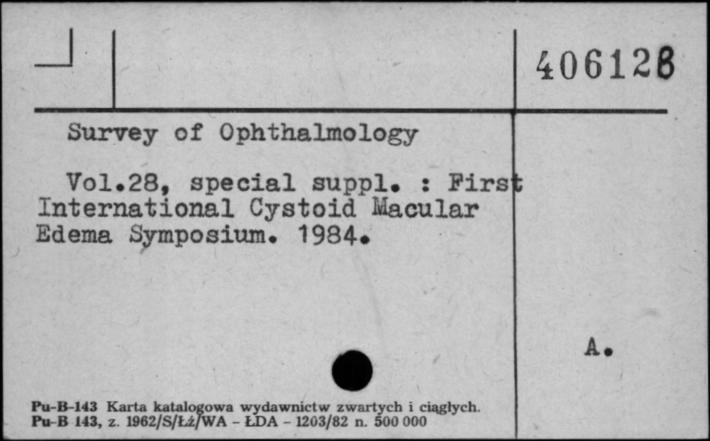 406128
Survey of Ophthalmology
Vol.28, special suppl. : First
International Cystoid Macular
Edema Symposium. 1984.
A.
Pu-B-143 Karta katalogowa wydawnictw zwartych i ciągłych.
Pu-B 143, z. 1962/S/Łź/WA - ŁDA - 1203/82 n. 500 000